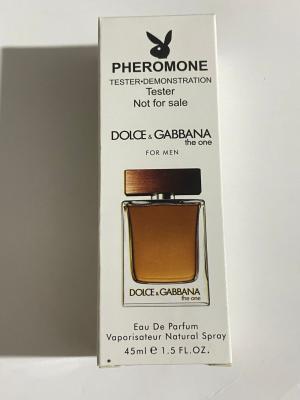 PHEROMONE
TESTER•DEMONSTRATION
Tester
Not for sale
DOLCE & GABBANA
the one
FOR MEN
DOLCE & GABBANA
the one
Eau De Parfum
Vaporisateur Natural Spray
45ml e 1.5 FL.OZ.